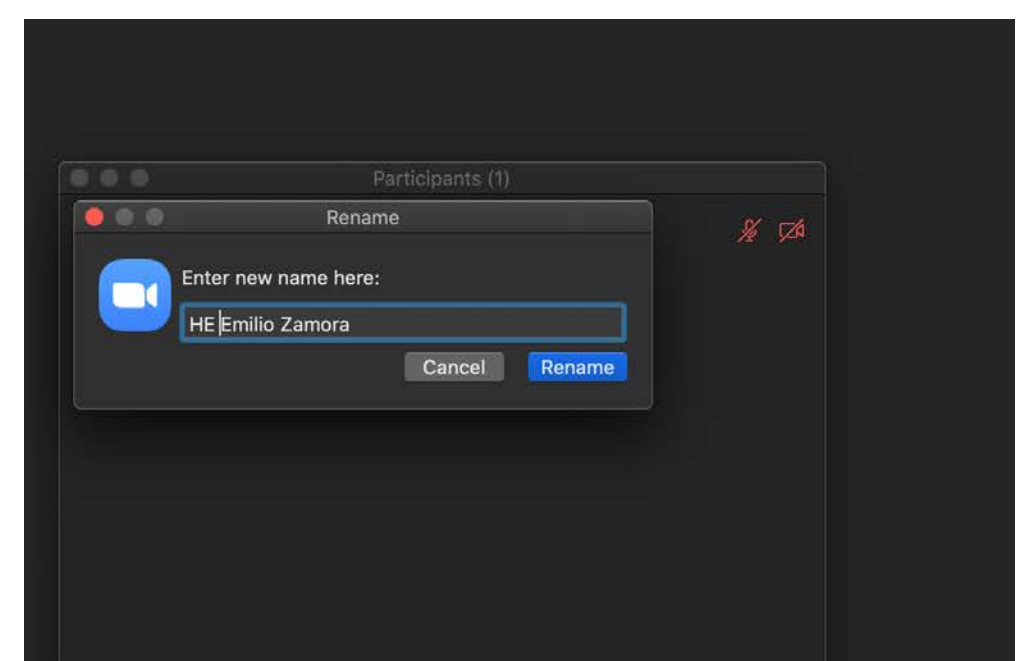 Participants (1)
Rename
Enter new name here:
HE Emilio Zamora
Cancel Rename